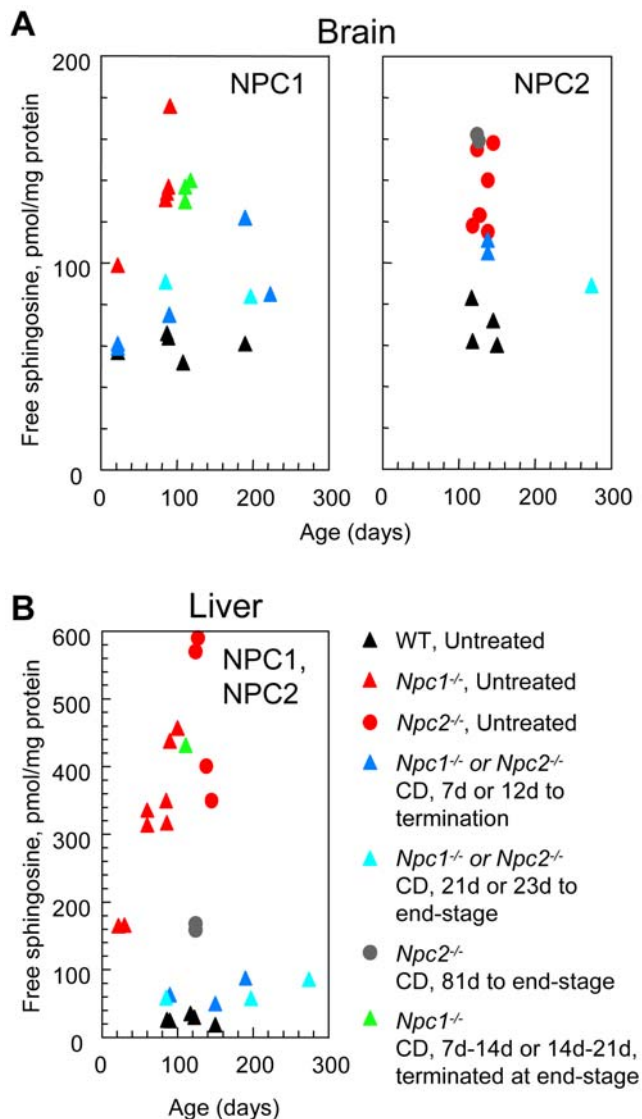 A
Brain
NPC1
NPC2
Free sphingosine, pmol/mg protein
200
100
0
0 100 200 300
0 100 200 300
Age (days)
B
Liver
NPC1,
NPC2
Free sphingosine, pmol/mg protein
600
500
400
300
200
100
0
0 100 200 300
Age (days)
WT, Untreated
Npc1-/-, Untreated
Npc2-/-, Untreated
Npc1-/- or Npc2-/-
CD, 7d or 12d to
termination
Npc1-/- or Npc2-/-
CD, 21d or 23d to
end-stage
Npc2-/-
CD, 81d to end-stage
Npc1-/-
CD, 7d-14d or 14d-21d,
terminated at end-stage